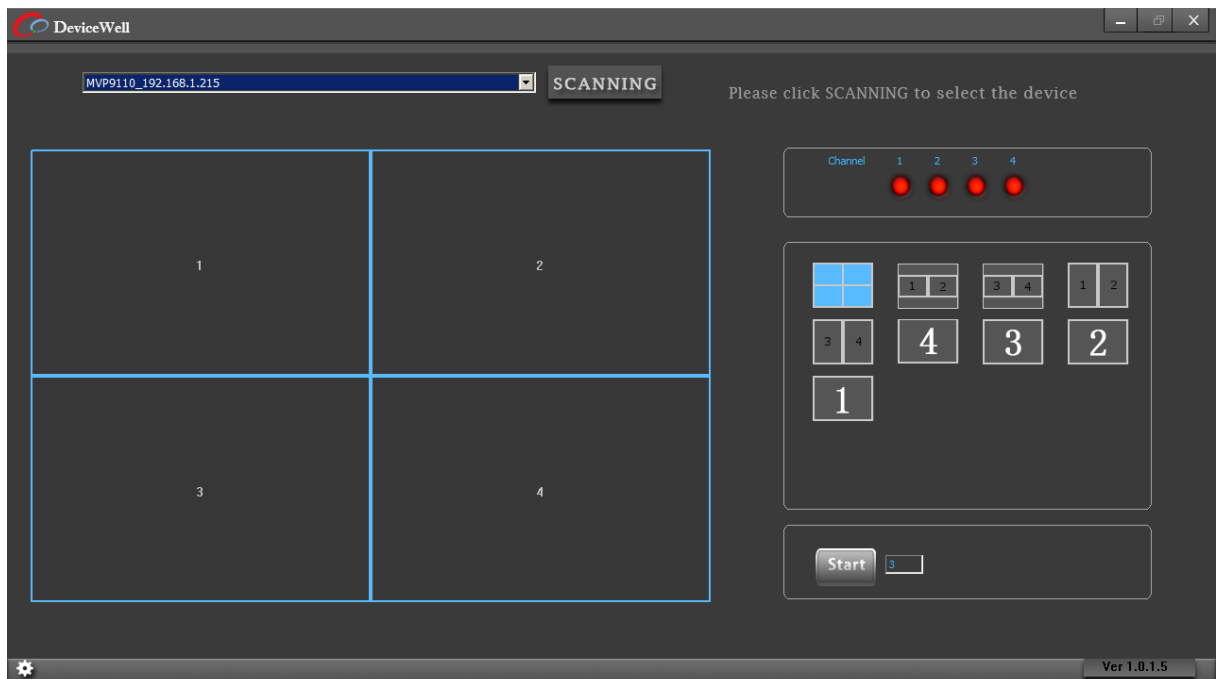 DeviceWell
MVP9110_192.168.1.215
SCANNING
Please click SCANNING to select the device
Channel 1 2 3 4
1 2
3 4
1 2 3 4 1 2
3 4 4 3 2
1
Start 3
Ver 1.0.1.5